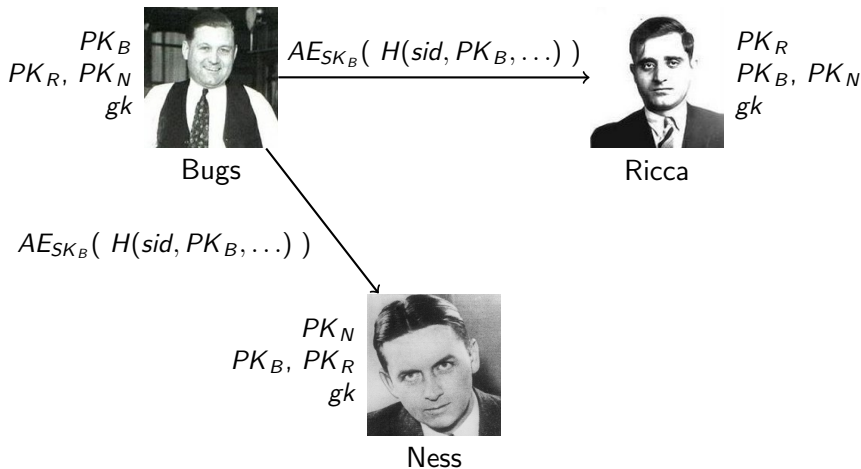 PK_B
PK_R, PK_N
gk
Bugs
AE_{SK_B}( H(sid, PK_B, ...) )
PK_R
PK_B, PK_N
gk
Ricca
AE_{SK_B}( H(sid, PK_B, ...) )
PK_N
PK_B, PK_R
gk
Ness